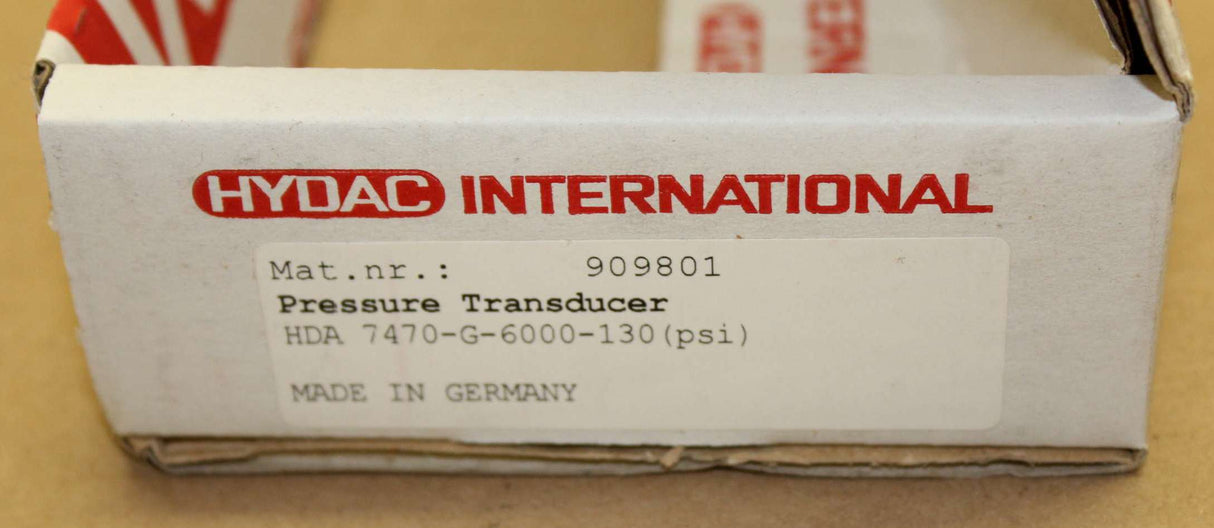 HYDAC INTERNATIONAL
Mat.nr.: 909801
Pressure Transducer
HDA 7470-G-6000-130(psi)
MADE IN GERMANY